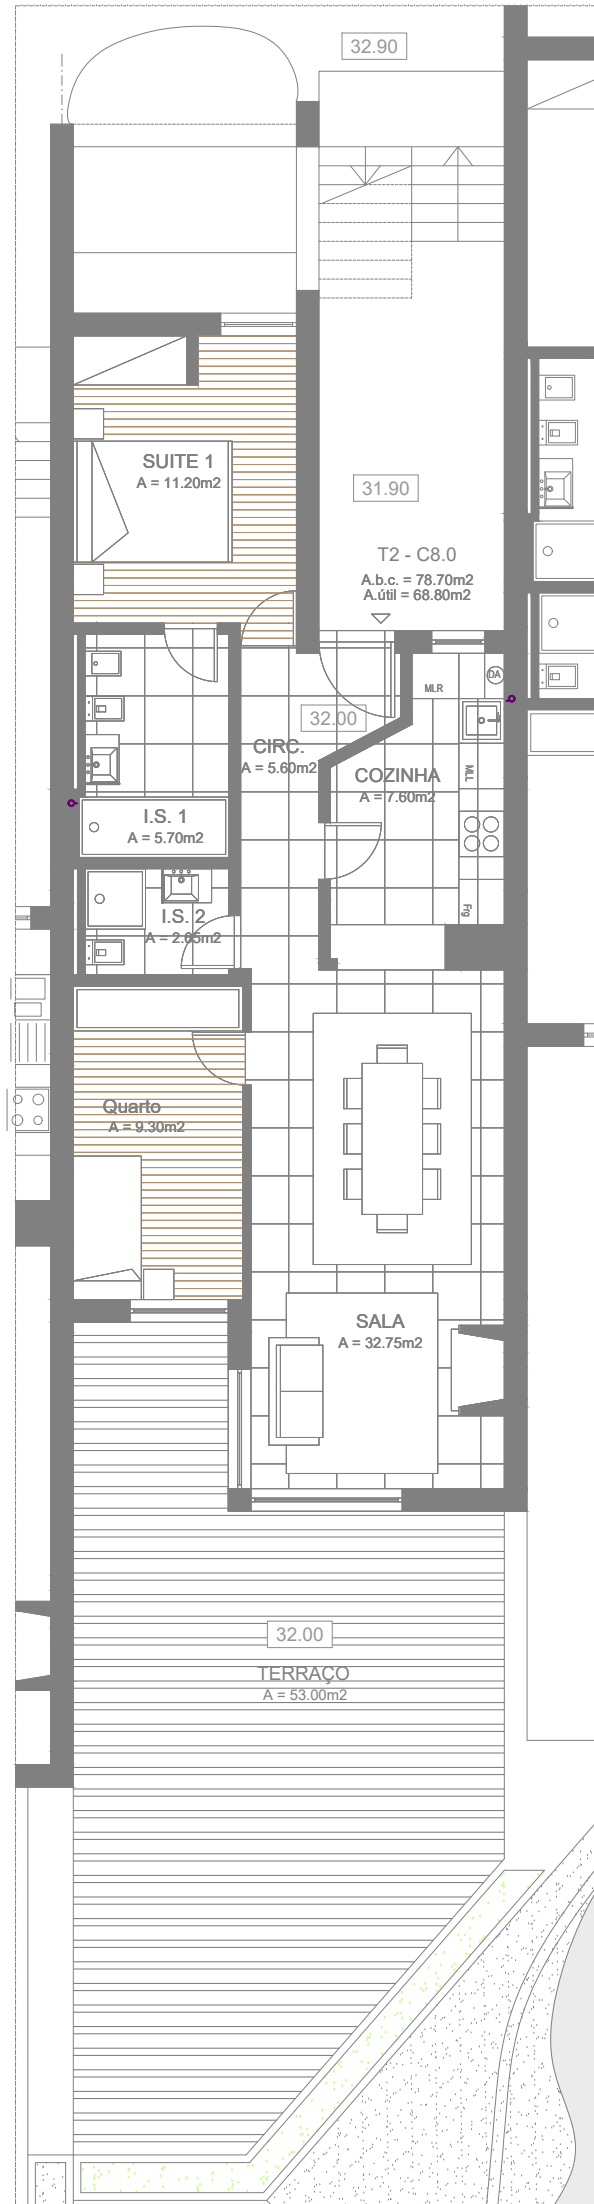 32.90
SUITE 1
A = 11.20m2
31.90
T2 - C8.0
A.b.c. = 78.70m2
A.útil = 68.80m2
MLR
DA
32.00
CIRC.
A = 5.60m2
COZINHA
A = 7.60m2
MLL
I.S. 1
A = 5.70m2
I.S. 2
A = 2.65m2
Frg
Quarto
A = 9.30m2
SALA
A = 32.75m2
32.00
TERRAÇO
A = 53.00m2